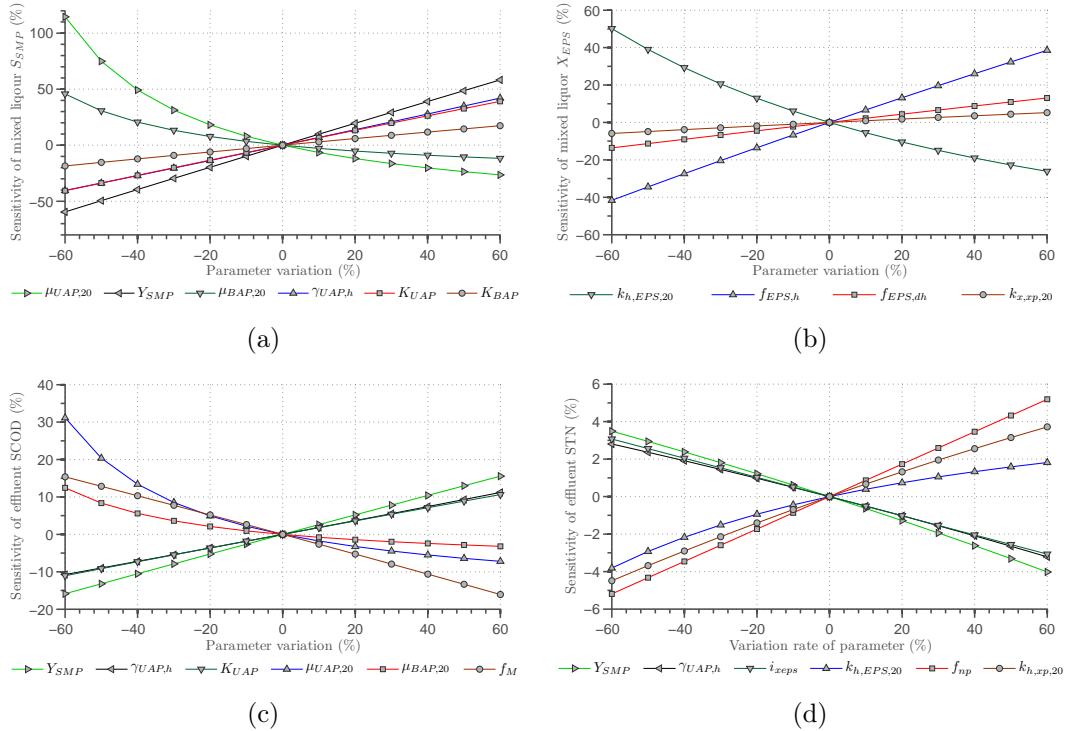 Sensitivity of mixed liqour S_SMP (%)
100
50
0
−50
−60 −40 −20 0 20 40 60
Parameter variation (%)
μ_UAP,20 Y_SMP μ_BAP,20 γ_UAP,h K_UAP K_BAP
(a)
Sensitivity of mixed liquor X_EPS (%)
60
40
20
0
−20
−40
−60
−60 −40 −20 0 20 40 60
Parameter variation (%)
k_h,EPS,20 f_EPS,h f_EPS,dh k_x,xp,20
(b)
Sensitivity of effluent SCOD (%)
40
30
20
10
0
−10
−20
−60 −40 −20 0 20 40 60
Parameter variation (%)
Y_SMP γ_UAP,h K_UAP μ_UAP,20 μ_BAP,20 f_M
(c)
Sensitivity of effluent STN (%)
6
4
2
0
−2
−4
−6
−60 −40 −20 0 20 40 60
Variation rate of parameter (%)
Y_SMP γ_UAP,h i_xeps k_h,EPS,20 f_np k_h,xp,20
(d)